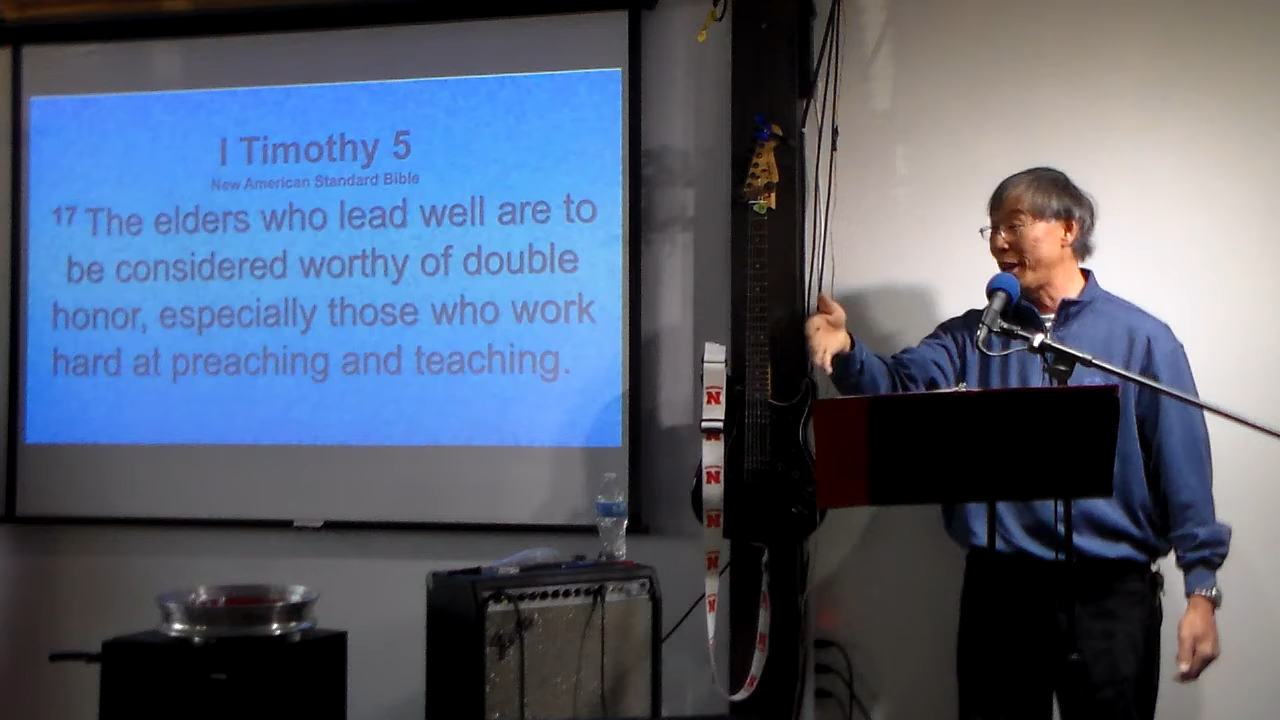 I Timothy 5
New American Standard Bible
17 The elders who lead well are to
be considered worthy of double
honor, especially those who work
hard at preaching and teaching.
N
N
N
N
N
N